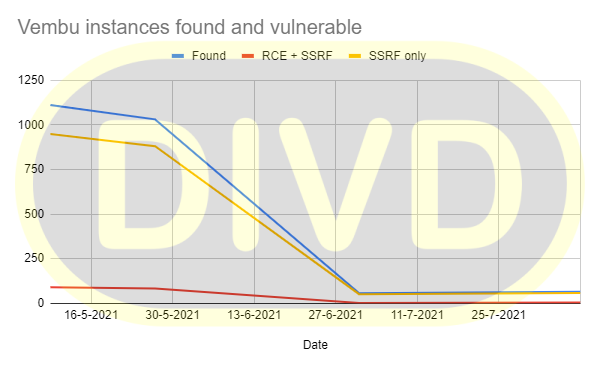 Vembu instances found and vulnerable
Found RCE + SSRF SSRF only
1250
1000
750
500
250
0
16-5-2021 30-5-2021 13-6-2021 27-6-2021 11-7-2021 25-7-2021
Date
DIVD